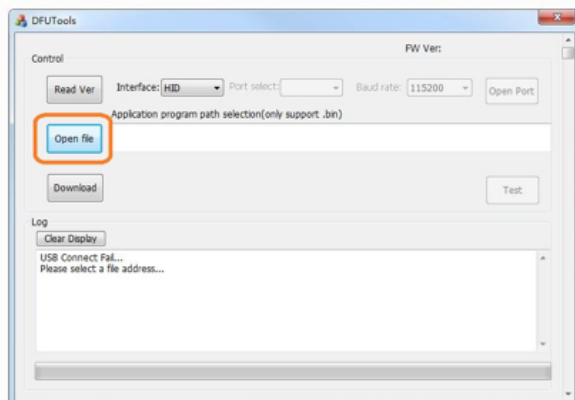 DFUTools
FW Ver:
Control
Read Ver Interface: HID Port select: Baud rate: 115200 Open Port
Application program path selection(only support .bin)
Open file
Download Test
Log
Clear Display
USB Connect Fail...
Please select a file address...